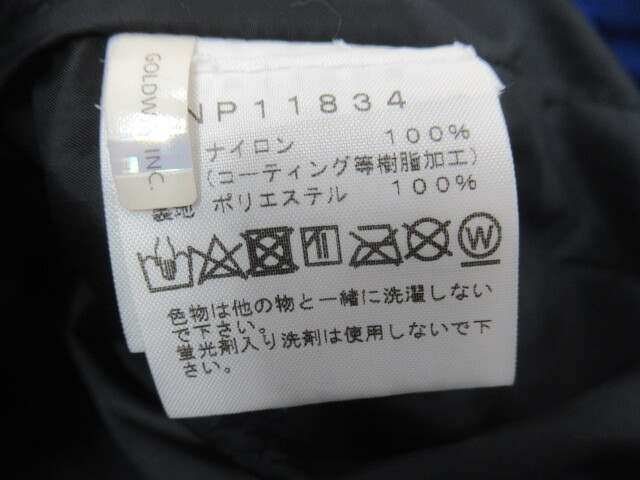 GOLDW INC.
NP11834
ナイロン 100%
(コーティング等樹脂加工)
ポリエステル 100%
W
色物は他の物と一緒に洗濯しない
で下さい。
蛍光剤入り洗剤は使用しないで下
さい。